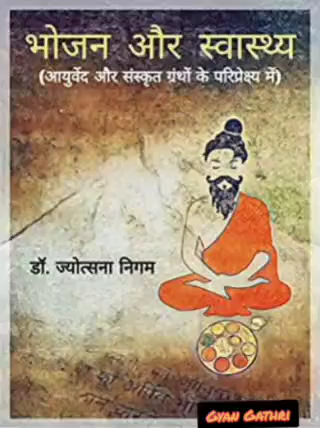 भोजन और स्वास्थ्य
(आयुर्वेद और संस्कृत ग्रंथों के परिप्रेक्ष्य में)
डॉ. ज्योत्सना निगम
GYAN GATHRI